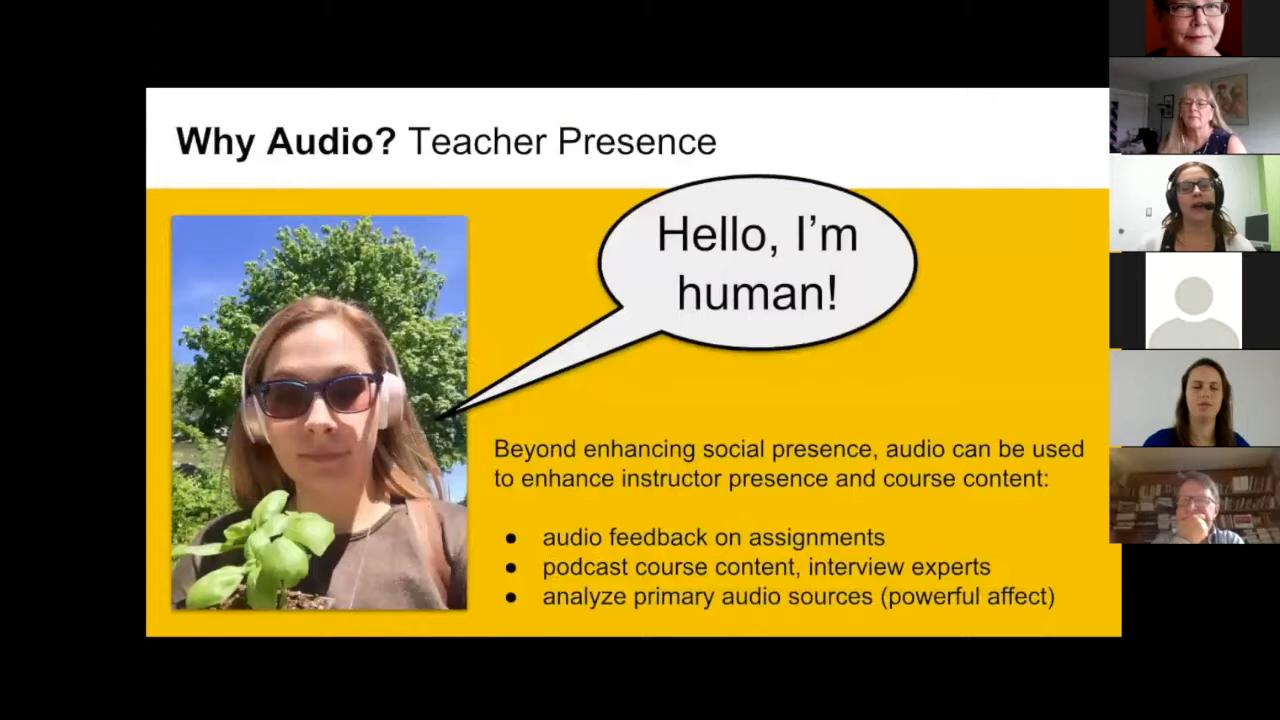 Why Audio? Teacher Presence
Hello, I'm
human!
Beyond enhancing social presence, audio can be used
to enhance instructor presence and course content:
● audio feedback on assignments
● podcast course content, interview experts
● analyze primary audio sources (powerful affect)